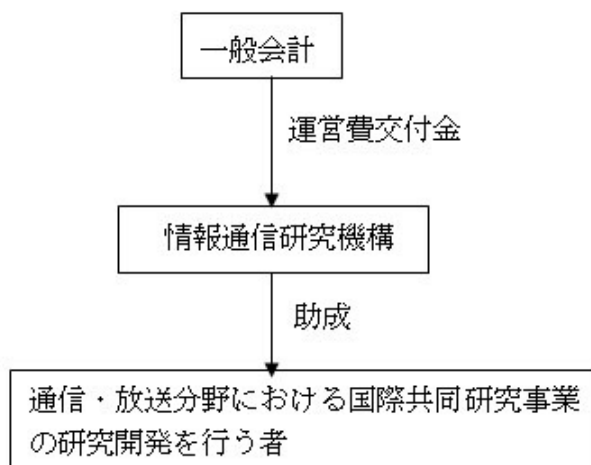 一般会計
運営費交付金
情報通信研究機構
助成
通信・放送分野における国際共同研究事業
の研究開発を行う者